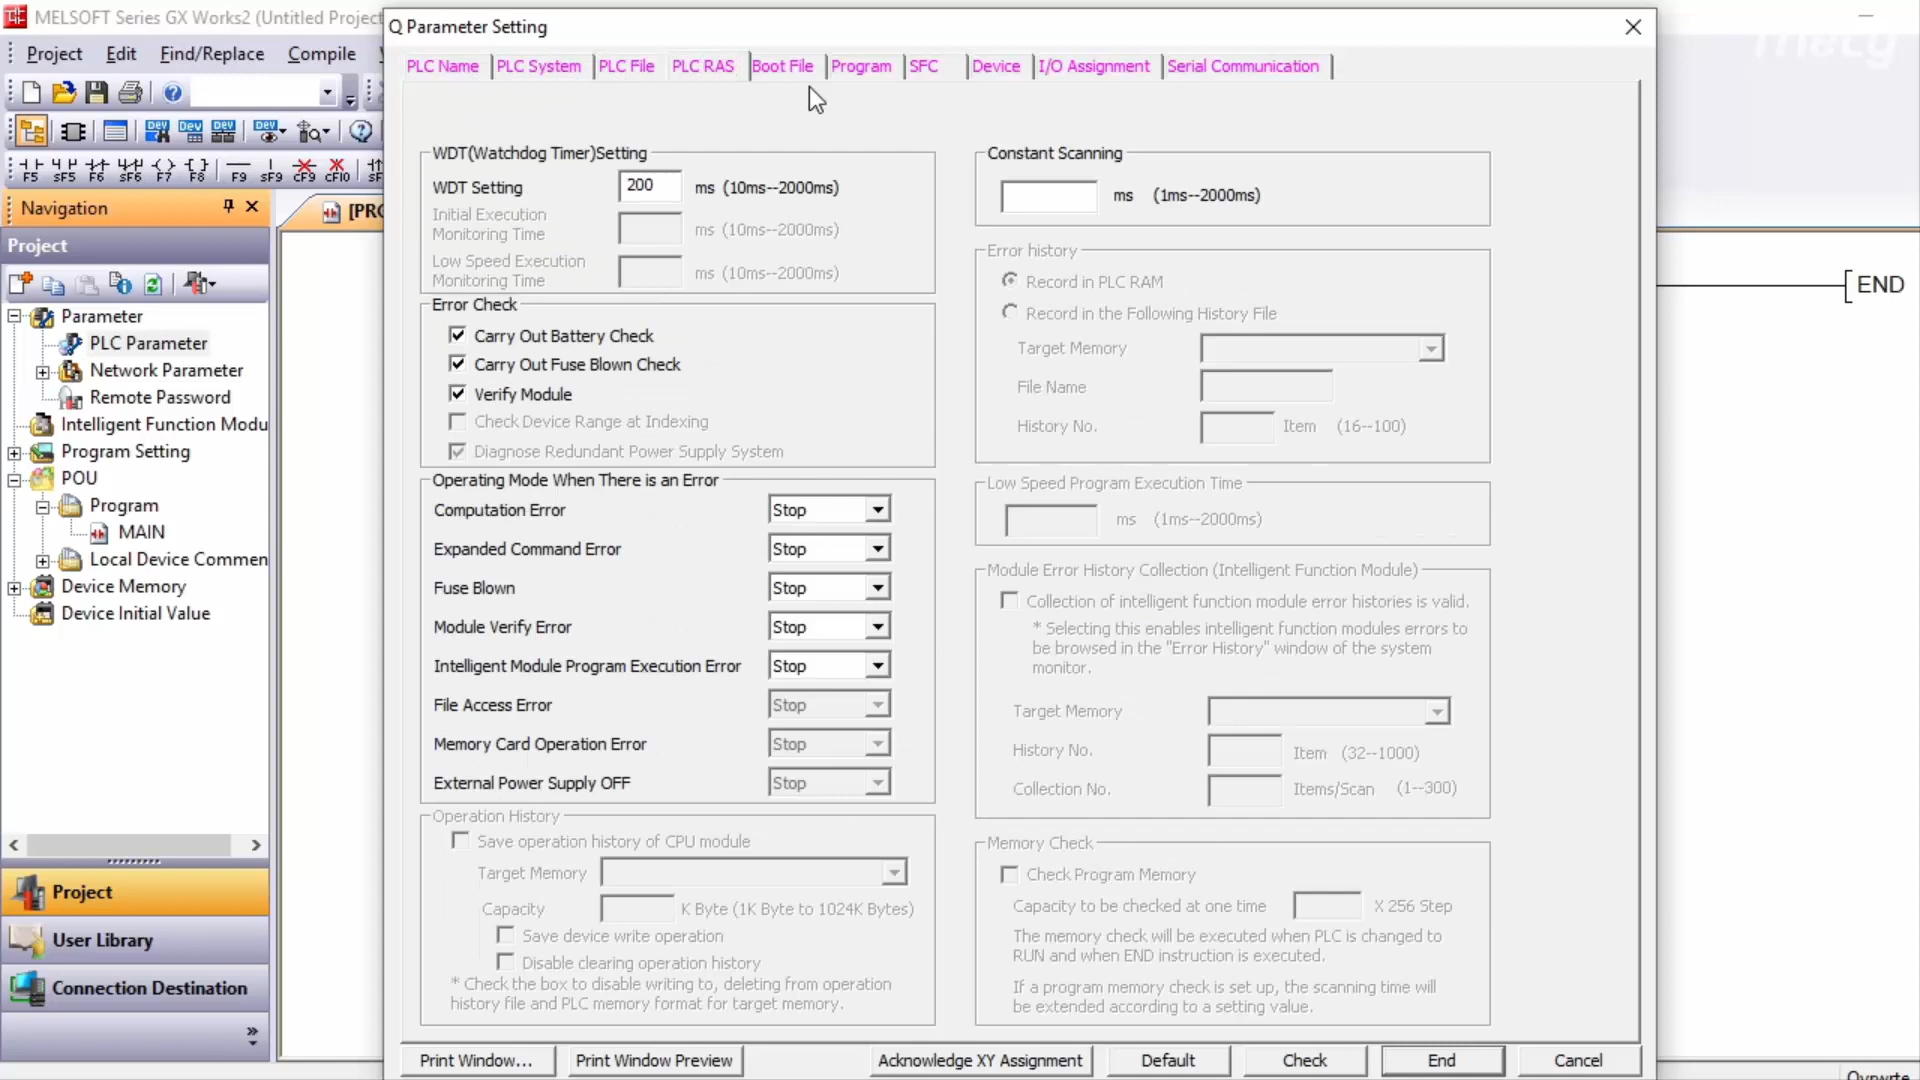 MELSOFT Series GX Works2 (Untitled Project
Project Edit Find/Replace Compile
F5 sF5 F6 sF6 F7 F8 F9 sF9 cF9 cF10
Navigation
Project
Parameter
PLC Parameter
Network Parameter
Remote Password
Intelligent Function Modu
Program Setting
POU
Program
MAIN
Local Device Commen
Device Memory
Device Initial Value
Project
User Library
Connection Destination
[PRG
Q Parameter Setting
PLC Name PLC System PLC File PLC RAS Boot File Program SFC Device I/O Assignment Serial Communication
WDT(Watchdog Timer)Setting
WDT Setting 200 ms (10ms--2000ms)
Initial Execution
Monitoring Time ms (10ms--2000ms)
Low Speed Execution
Monitoring Time ms (10ms--2000ms)
Error Check
Carry Out Battery Check
Carry Out Fuse Blown Check
Verify Module
Check Device Range at Indexing
Diagnose Redundant Power Supply System
Operating Mode When There is an Error
Computation Error Stop
Expanded Command Error Stop
Fuse Blown Stop
Module Verify Error Stop
Intelligent Module Program Execution Error Stop
File Access Error Stop
Memory Card Operation Error Stop
External Power Supply OFF Stop
Operation History
Save operation history of CPU module
Target Memory
Capacity K Byte (1K Byte to 1024K Bytes)
Save device write operation
Disable clearing operation history
* Check the box to disable writing to, deleting from operation
history file and PLC memory format for target memory.
Constant Scanning
ms (1ms--2000ms)
Error history
Record in PLC RAM
Record in the Following History File
Target Memory
File Name
History No. Item (16--100)
Low Speed Program Execution Time
ms (1ms--2000ms)
Module Error History Collection (Intelligent Function Module)
Collection of intelligent function module error histories is valid.
* Selecting this enables intelligent function modules errors to
be browsed in the "Error History" window of the system
monitor.
Target Memory
History No. Item (32--1000)
Collection No. Items/Scan (1--300)
Memory Check
Check Program Memory
Capacity to be checked at one time X 256 Step
The memory check will be executed when PLC is changed to
RUN and when END instruction is executed.
If a program memory check is set up, the scanning time will
be extended according to a setting value.
Print Window... Print Window Preview Acknowledge XY Assignment Default Check End Cancel
END